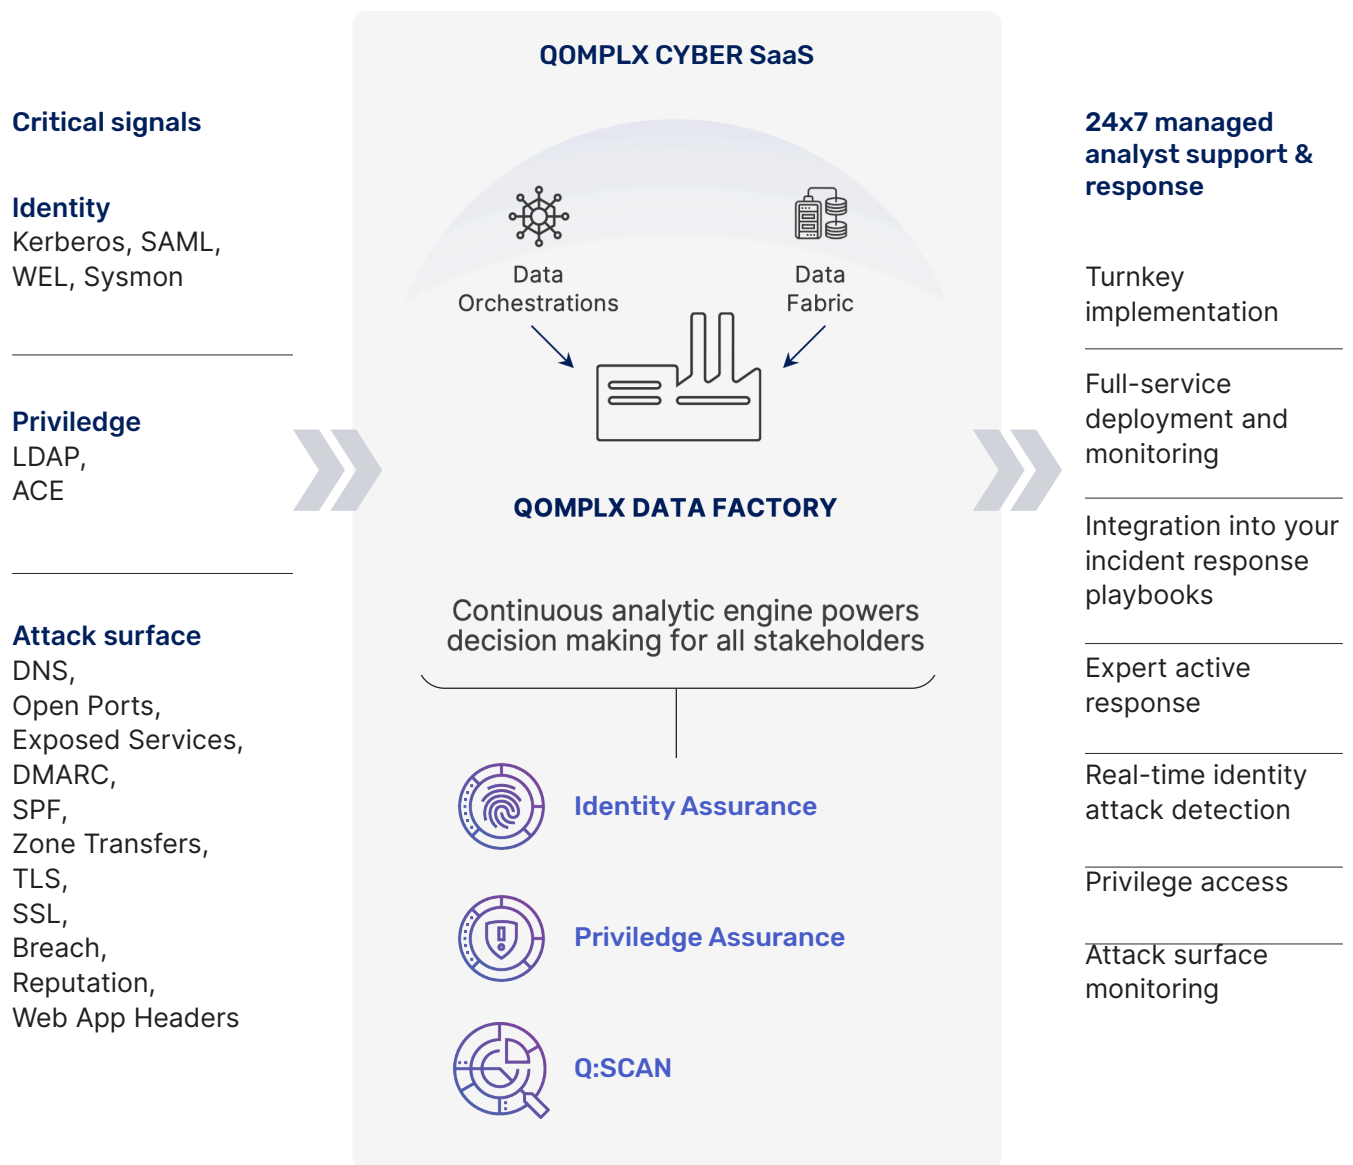 QOMPLX CYBER SaaS
Critical signals
Identity
Kerberos, SAML,
WEL, Sysmon
Priviledge
LDAP,
ACE
Attack surface
DNS,
Open Ports,
Exposed Services,
DMARC,
SPF,
Zone Transfers,
TLS,
SSL,
Breach,
Reputation,
Web App Headers
Data
Orchestrations
Data
Fabric
QOMPLX DATA FACTORY
Continuous analytic engine powers
decision making for all stakeholders
Identity Assurance
Priviledge Assurance
Q:SCAN
24x7 managed
analyst support &
response
Turnkey
implementation
Full-service
deployment and
monitoring
Integration into your
incident response
playbooks
Expert active
response
Real-time identity
attack detection
Privilege access
Attack surface
monitoring